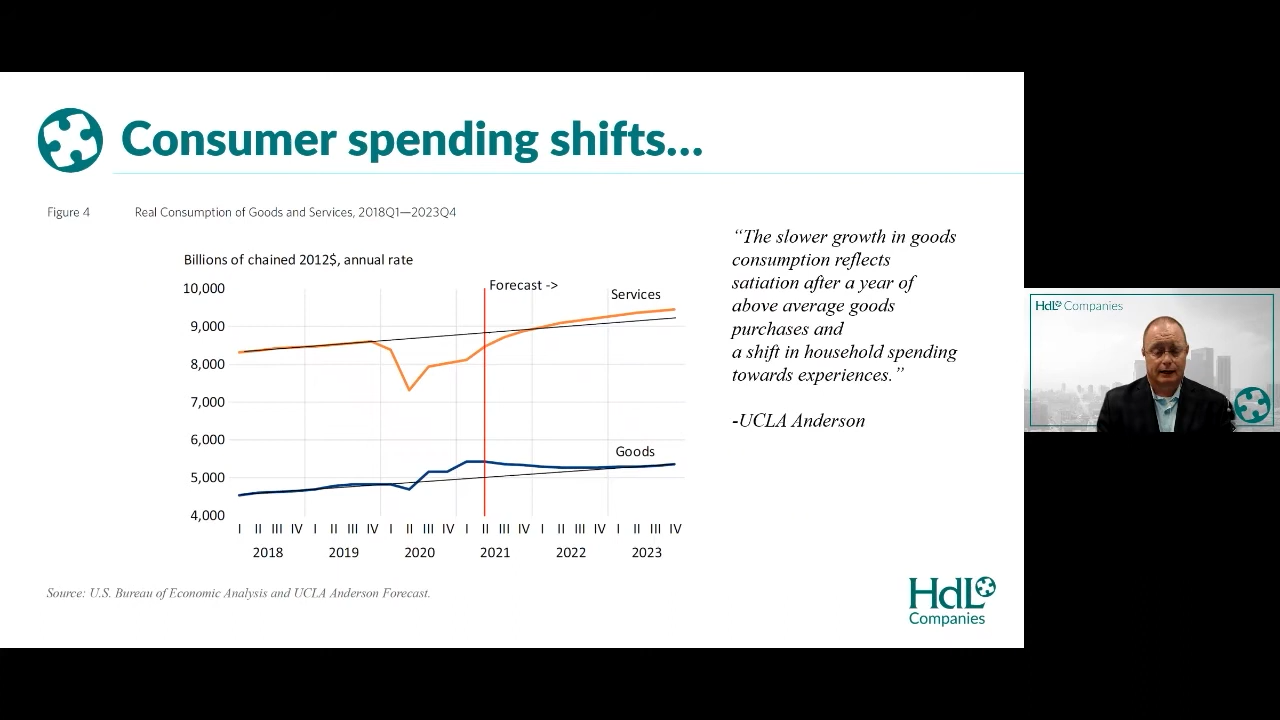 Consumer spending shifts...
Figure 4 Real Consumption of Goods and Services, 2018Q1—2023Q4
Billions of chained 2012$, annual rate
10,000
9,000
8,000
7,000
6,000
5,000
4,000
Forecast ->
Services
Goods
I II III IV I II III IV I II III IV I II III IV I II III IV I II III IV
2018 2019 2020 2021 2022 2023
“The slower growth in goods
consumption reflects
satiation after a year of
above average goods
purchases and
a shift in household spending
towards experiences.”
-UCLA Anderson
Source: U.S. Bureau of Economic Analysis and UCLA Anderson Forecast.
HdL
Companies
HdL Companies